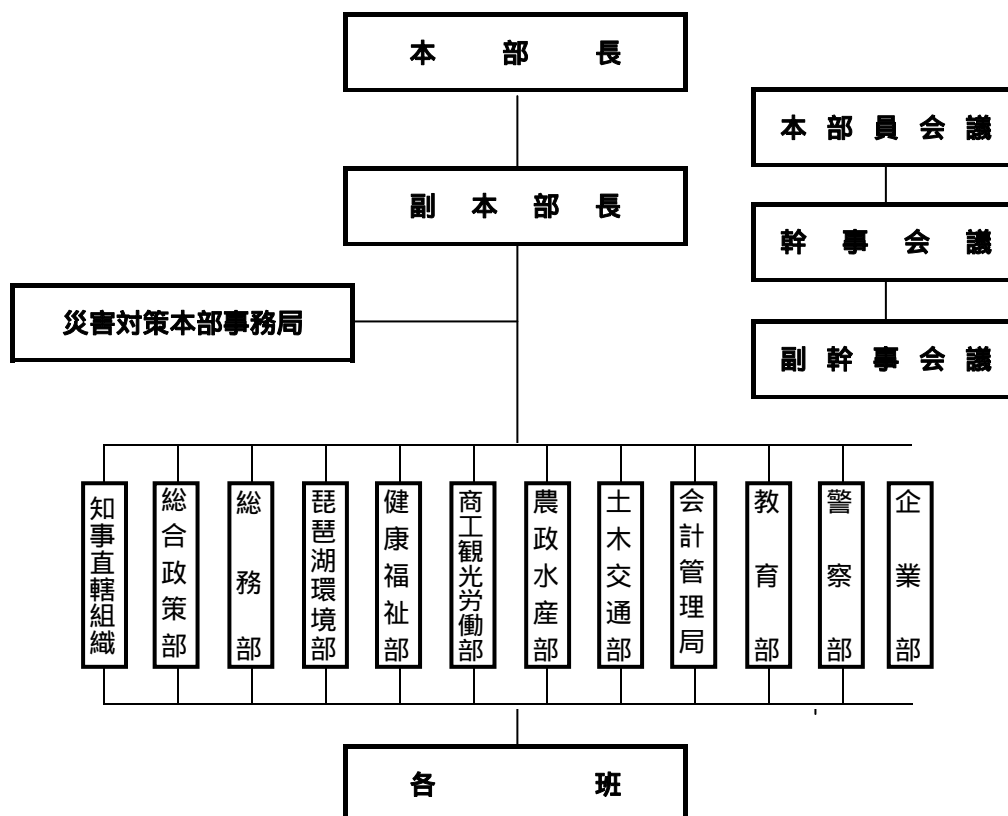 本部長
本部員会議
副本部長
幹事会議
災害対策本部事務局
副幹事会議
知事直轄組織
総合政策部
総務部
琵琶湖環境部
健康福祉部
商工観光労働部
農政水産部
土木交通部
会計管理局
教育部
警察部
企業部
各班